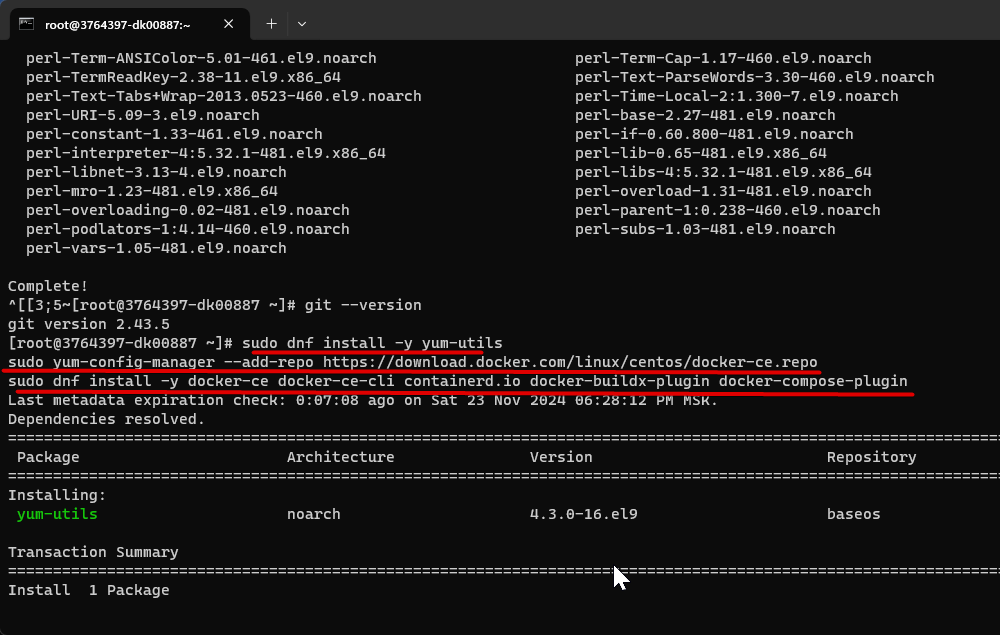 root@3764397-dk00887:~
perl-Term-ANSIColor-5.01-461.el9.noarch perl-Term-Cap-1.17-460.el9.noarch
perl-TermReadKey-2.38-11.el9.x86_64 perl-Text-ParseWords-3.30-460.el9.noarch
perl-Text-Tabs+Wrap-2013.0523-460.el9.noarch perl-Time-Local-2:1.300-7.el9.noarch
perl-URI-5.09-3.el9.noarch perl-base-2.27-481.el9.noarch
perl-constant-1.33-461.el9.noarch perl-if-0.60.800-481.el9.noarch
perl-interpreter-4:5.32.1-481.el9.x86_64 perl-lib-0.65-481.el9.x86_64
perl-libnet-3.13-4.el9.noarch perl-libs-4:5.32.1-481.el9.x86_64
perl-mro-1.23-481.el9.x86_64 perl-overload-1.31-481.el9.noarch
perl-overloading-0.02-481.el9.noarch perl-parent-1:0.238-460.el9.noarch
perl-podlators-1:4.14-460.el9.noarch perl-subs-1.03-481.el9.noarch
perl-vars-1.05-481.el9.noarch
Complete!
^[[3;5~[root@3764397-dk00887 ~]# git --version
git version 2.43.5
[root@3764397-dk00887 ~]# sudo dnf install -y yum-utils
sudo yum-config-manager --add-repo https://download.docker.com/linux/centos/docker-ce.repo
sudo dnf install -y docker-ce docker-ce-cli containerd.io docker-buildx-plugin docker-compose-plugin
Last metadata expiration check: 0:07:08 ago on Sat 23 Nov 2024 06:28:12 PM MSK.
Dependencies resolved.
Package Architecture Version Repository
Installing:
yum-utils noarch 4.3.0-16.el9 baseos
Transaction Summary
Install 1 Package